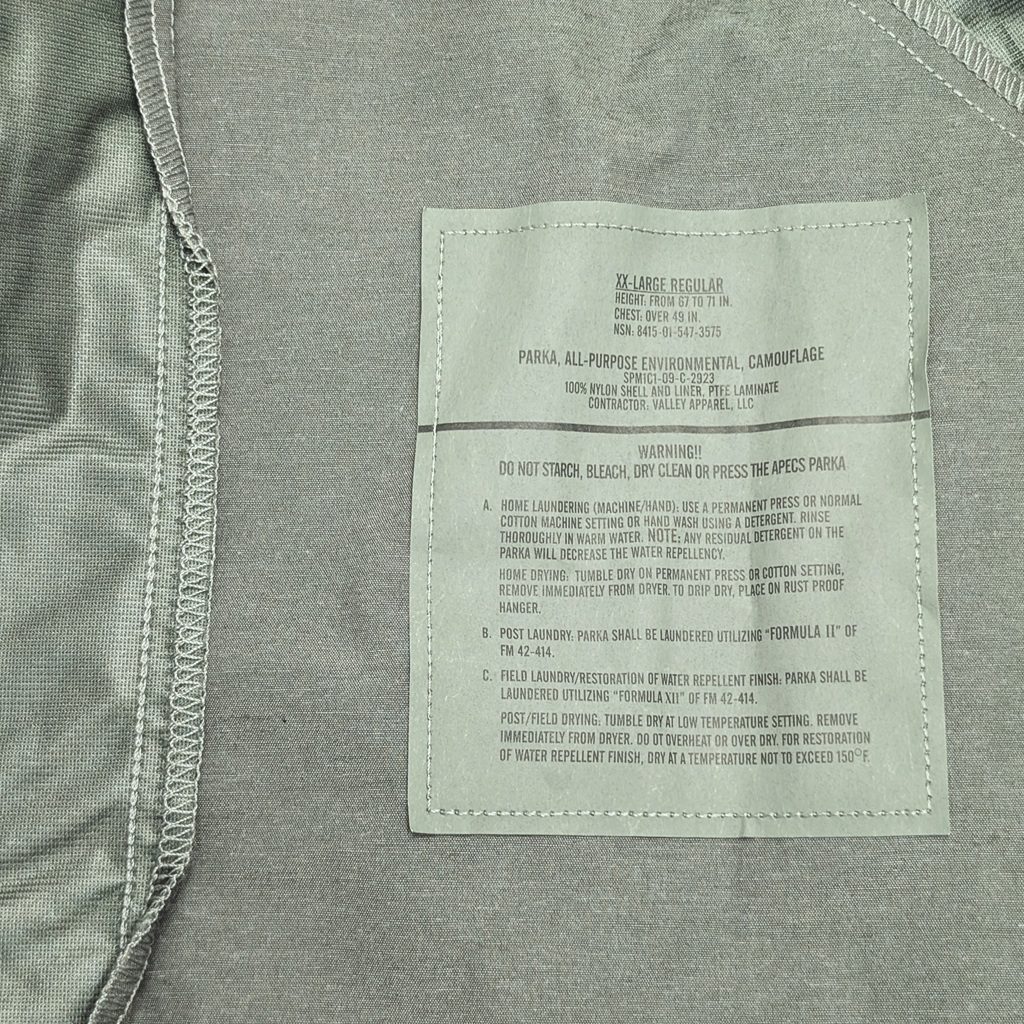 XX-LARGE REGULAR
HEIGHT: FROM 67 TO 71 IN.
CHEST: OVER 49 IN.
NSN: 8415-01-547-3575
PARKA, ALL-PURPOSE ENVIRONMENTAL, CAMOUFLAGE
SPM1C1-09-C-2923
100% NYLON SHELL AND LINER, PTFE LAMINATE
CONTRACTOR: VALLEY APPAREL, LLC
WARNING!!
DO NOT STARCH, BLEACH, DRY CLEAN OR PRESS THE APECS PARKA
A. HOME LAUNDERING (MACHINE/HAND): USE A PERMANENT PRESS OR NORMAL
COTTON MACHINE SETTING OR HAND WASH USING A DETERGENT. RINSE
THOROUGHLY IN WARM WATER. NOTE: ANY RESIDUAL DETERGENT ON THE
PARKA WILL DECREASE THE WATER REPELLENCY.
HOME DRYING: TUMBLE DRY ON PERMANENT PRESS OR COTTON SETTING,
REMOVE IMMEDIATELY FROM DRYER. TO DRIP DRY, PLACE ON RUST PROOF
HANGER.
B. POST LAUNDRY: PARKA SHALL BE LAUNDERED UTILIZING "FORMULA II" OF
FM 42-414.
C. FIELD LAUNDRY/RESTORATION OF WATER REPELLENT FINISH: PARKA SHALL BE
LAUNDERED UTILIZING "FORMULA XII" OF FM 42-414.
POST/FIELD DRYING: TUMBLE DRY AT LOW TEMPERATURE SETTING. REMOVE
IMMEDIATELY FROM DRYER. DO OT OVERHEAT OR OVER DRY. FOR RESTORATION
OF WATER REPELLENT FINISH, DRY AT A TEMPERATURE NOT TO EXCEED 150°F.